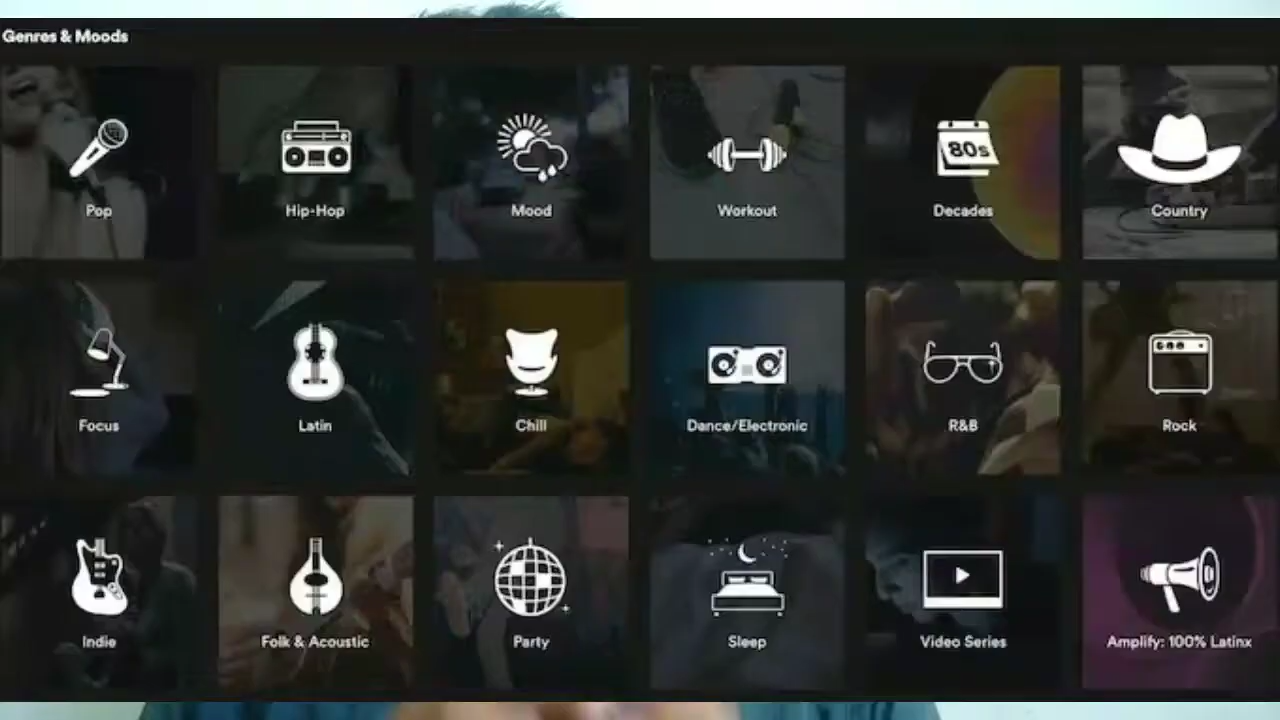 Genres & Moods
Pop
Hip-Hop
Mood
Workout
80s
Decades
Country
Focus
Latin
Chill
Dance/Electronic
R&B
Rock
Indie
Folk & Acoustic
Party
Sleep
Video Series
Amplify: 100% Latinx